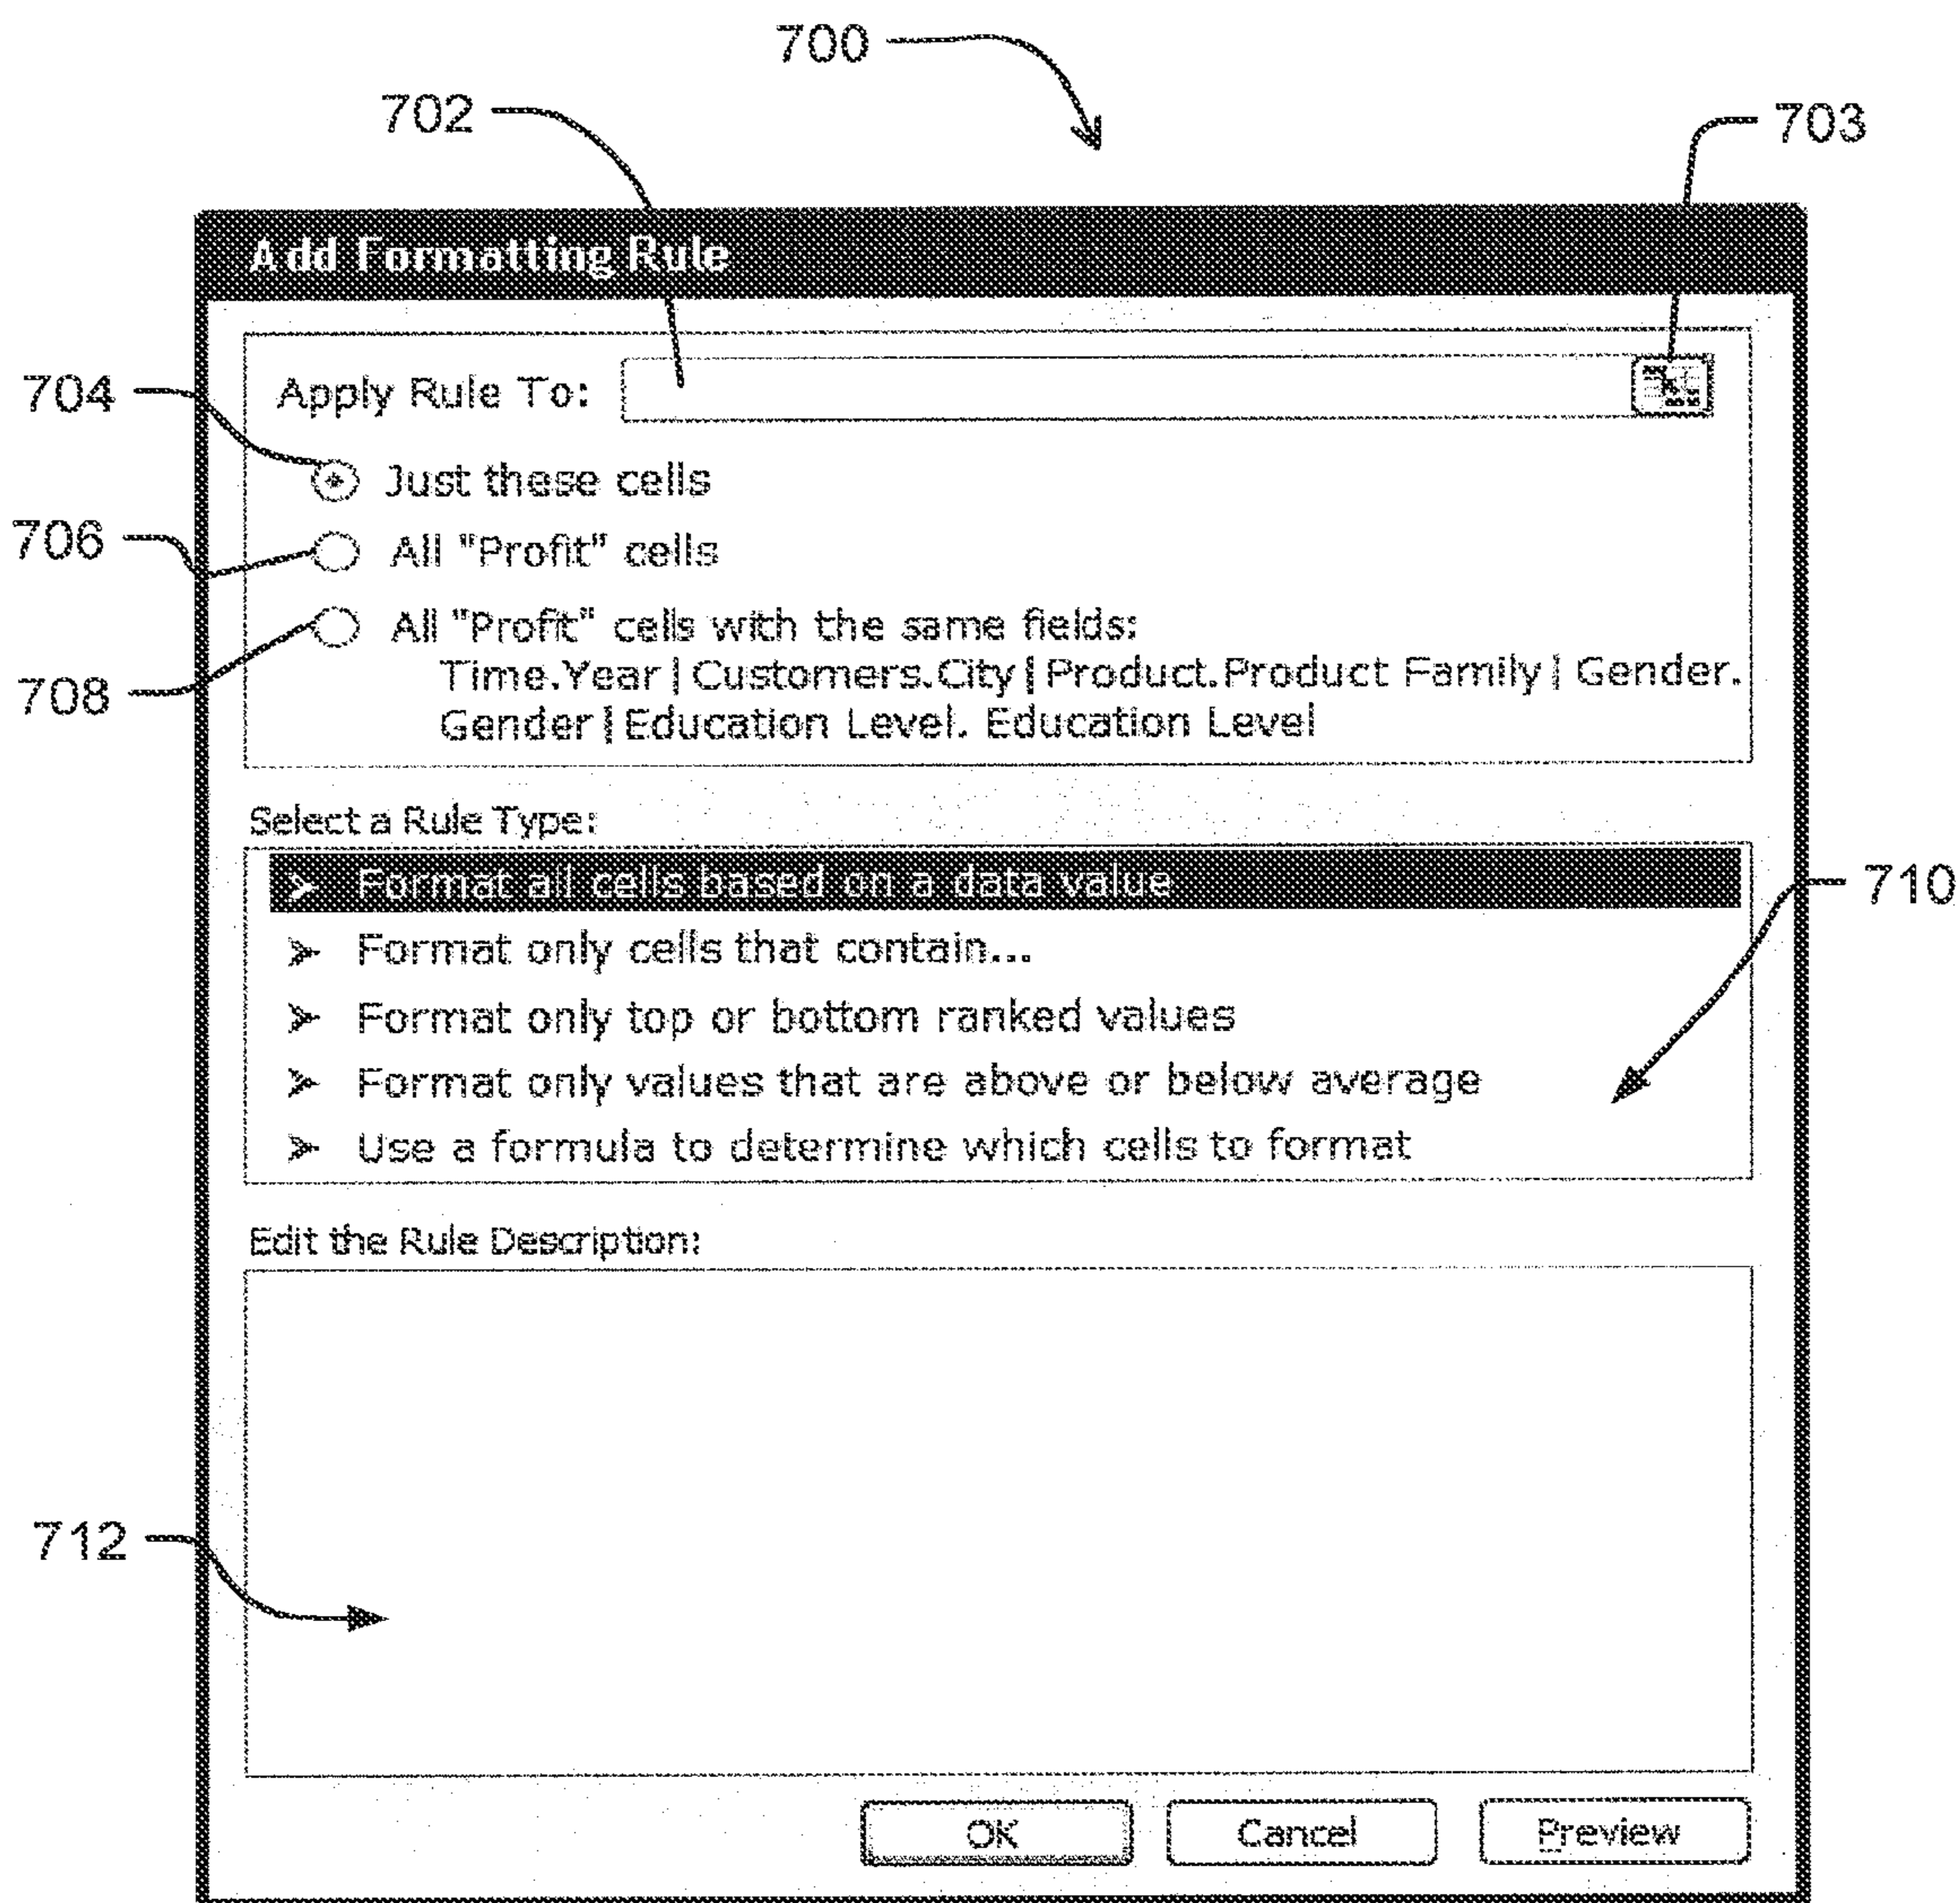 700
702
703
Add Formatting Rule
704
Apply Rule To:
Just these cells
706
All "Profit" cells
708
All "Profit" cells with the same fields:
Time.Year | Customers.City | Product.Product Family | Gender.
Gender | Education Level. Education Level
Select a Rule Type:
710
➤ Format all cells based on a data value
➤ Format only cells that contain...
➤ Format only top or bottom ranked values
➤ Format only values that are above or below average
➤ Use a formula to determine which cells to format
Edit the Rule Description:
712
OK Cancel Preview